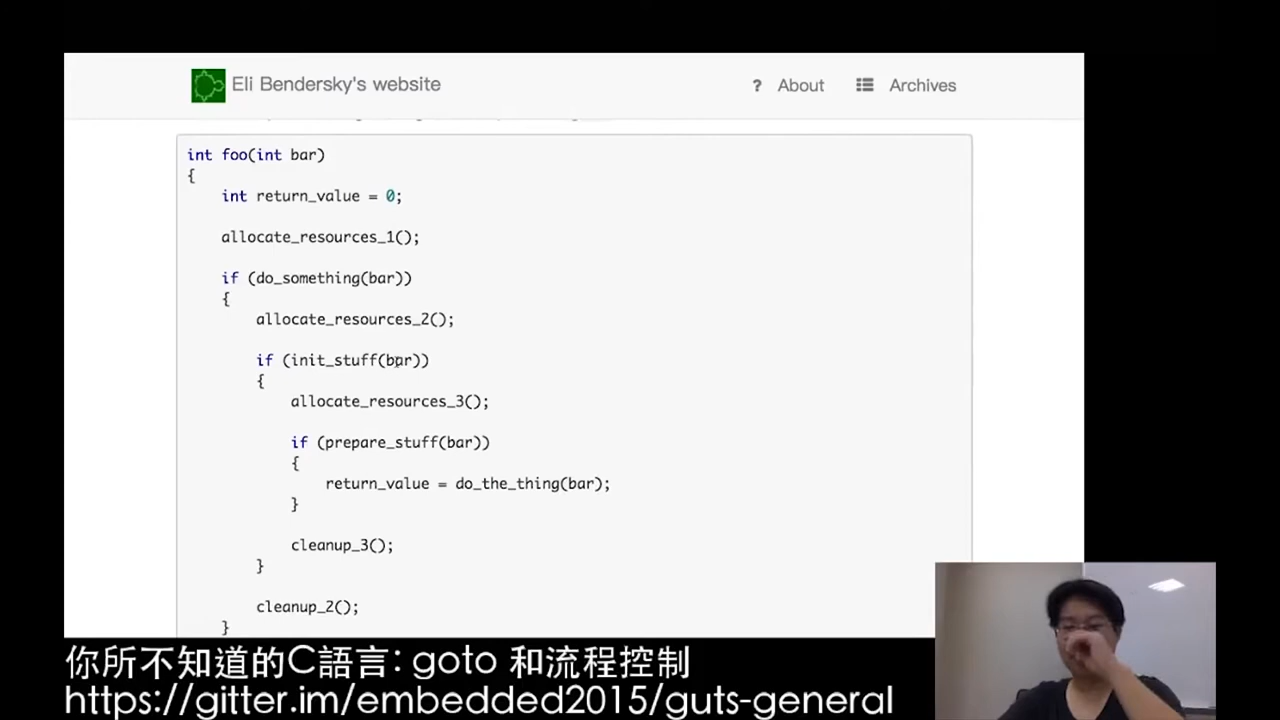 Eli Bendersky's website
? About
Archives
int foo(int bar)
{
int return_value = 0;
allocate_resources_1();
if (do_something(bar))
{
allocate_resources_2();
if (init_stuff(bar))
{
allocate_resources_3();
if (prepare_stuff(bar))
{
return_value = do_the_thing(bar);
}
cleanup_3();
}
cleanup_2();
}
你所不知道的C語言: goto 和流程控制
https://gitter.im/embedded2015/guts-general